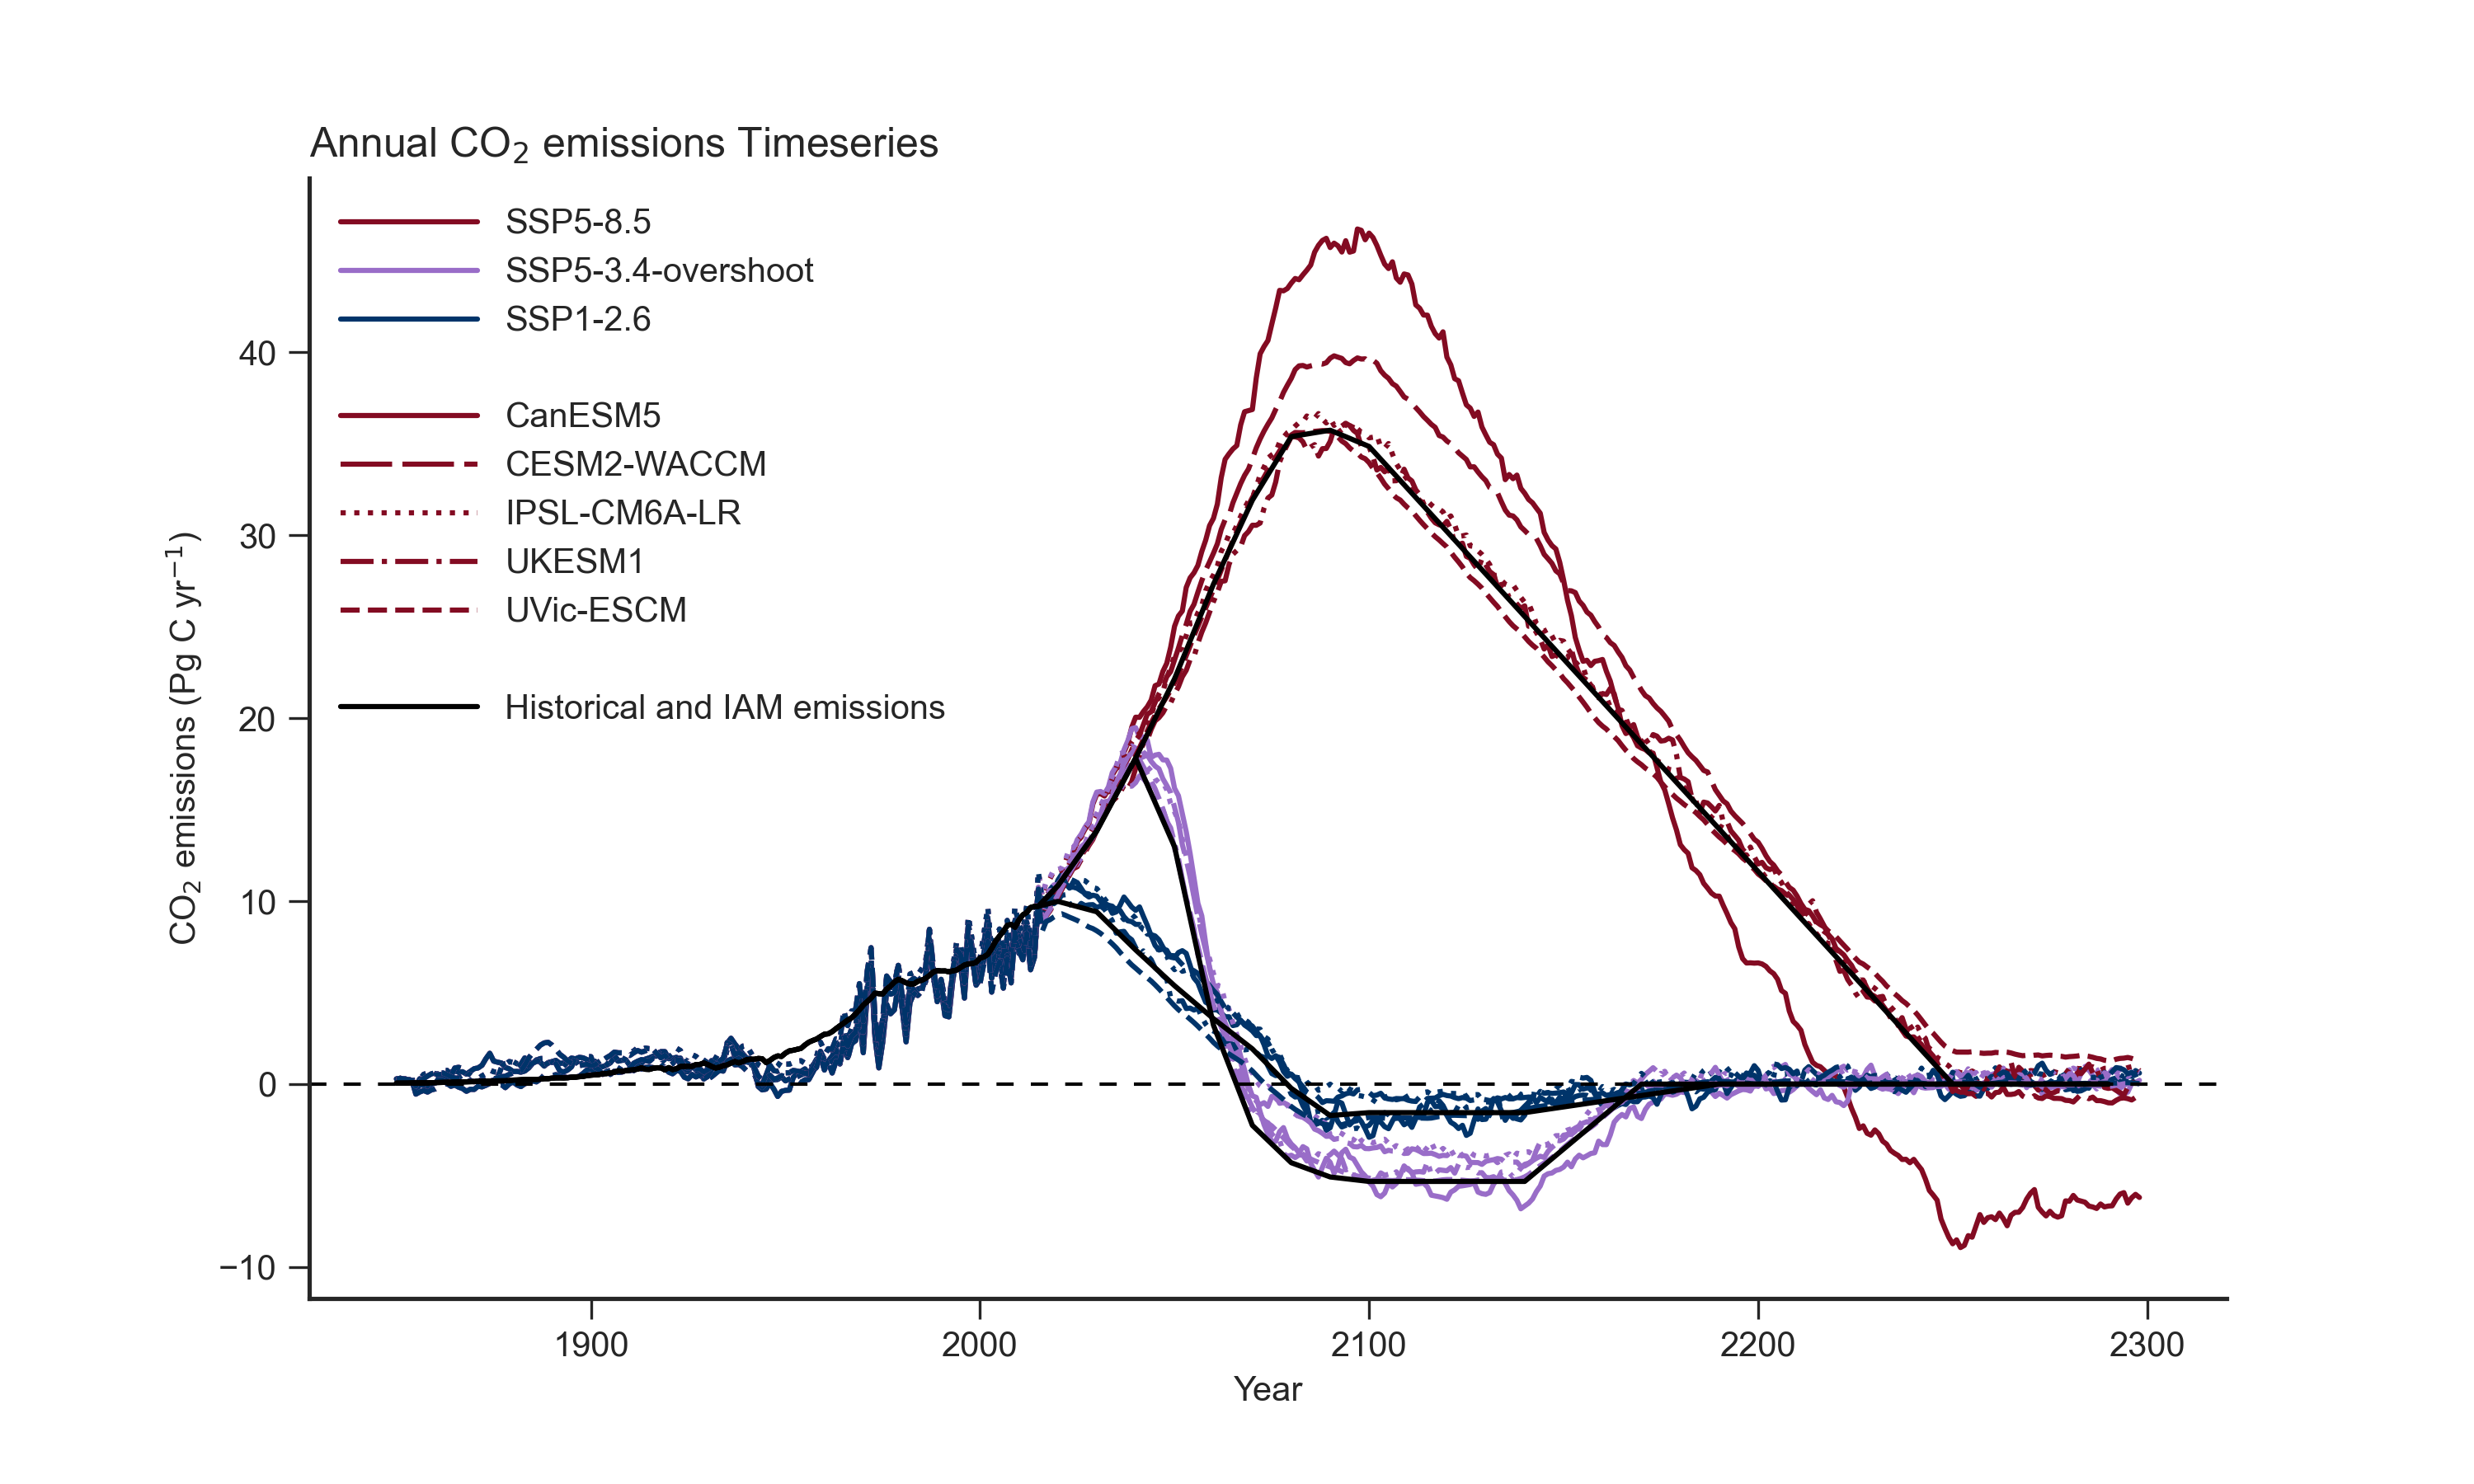 Annual CO₂ emissions Timeseries
SSP5-8.5
SSP5-3.4-overshoot
SSP1-2.6
CanESM5
CESM2-WACCM
IPSL-CM6A-LR
UKESM1
UVic-ESCM
Historical and IAM emissions
CO₂ emissions (Pg C yr⁻¹)
40
30
20
10
0
−10
1900
2000
2100
2200
2300
Year